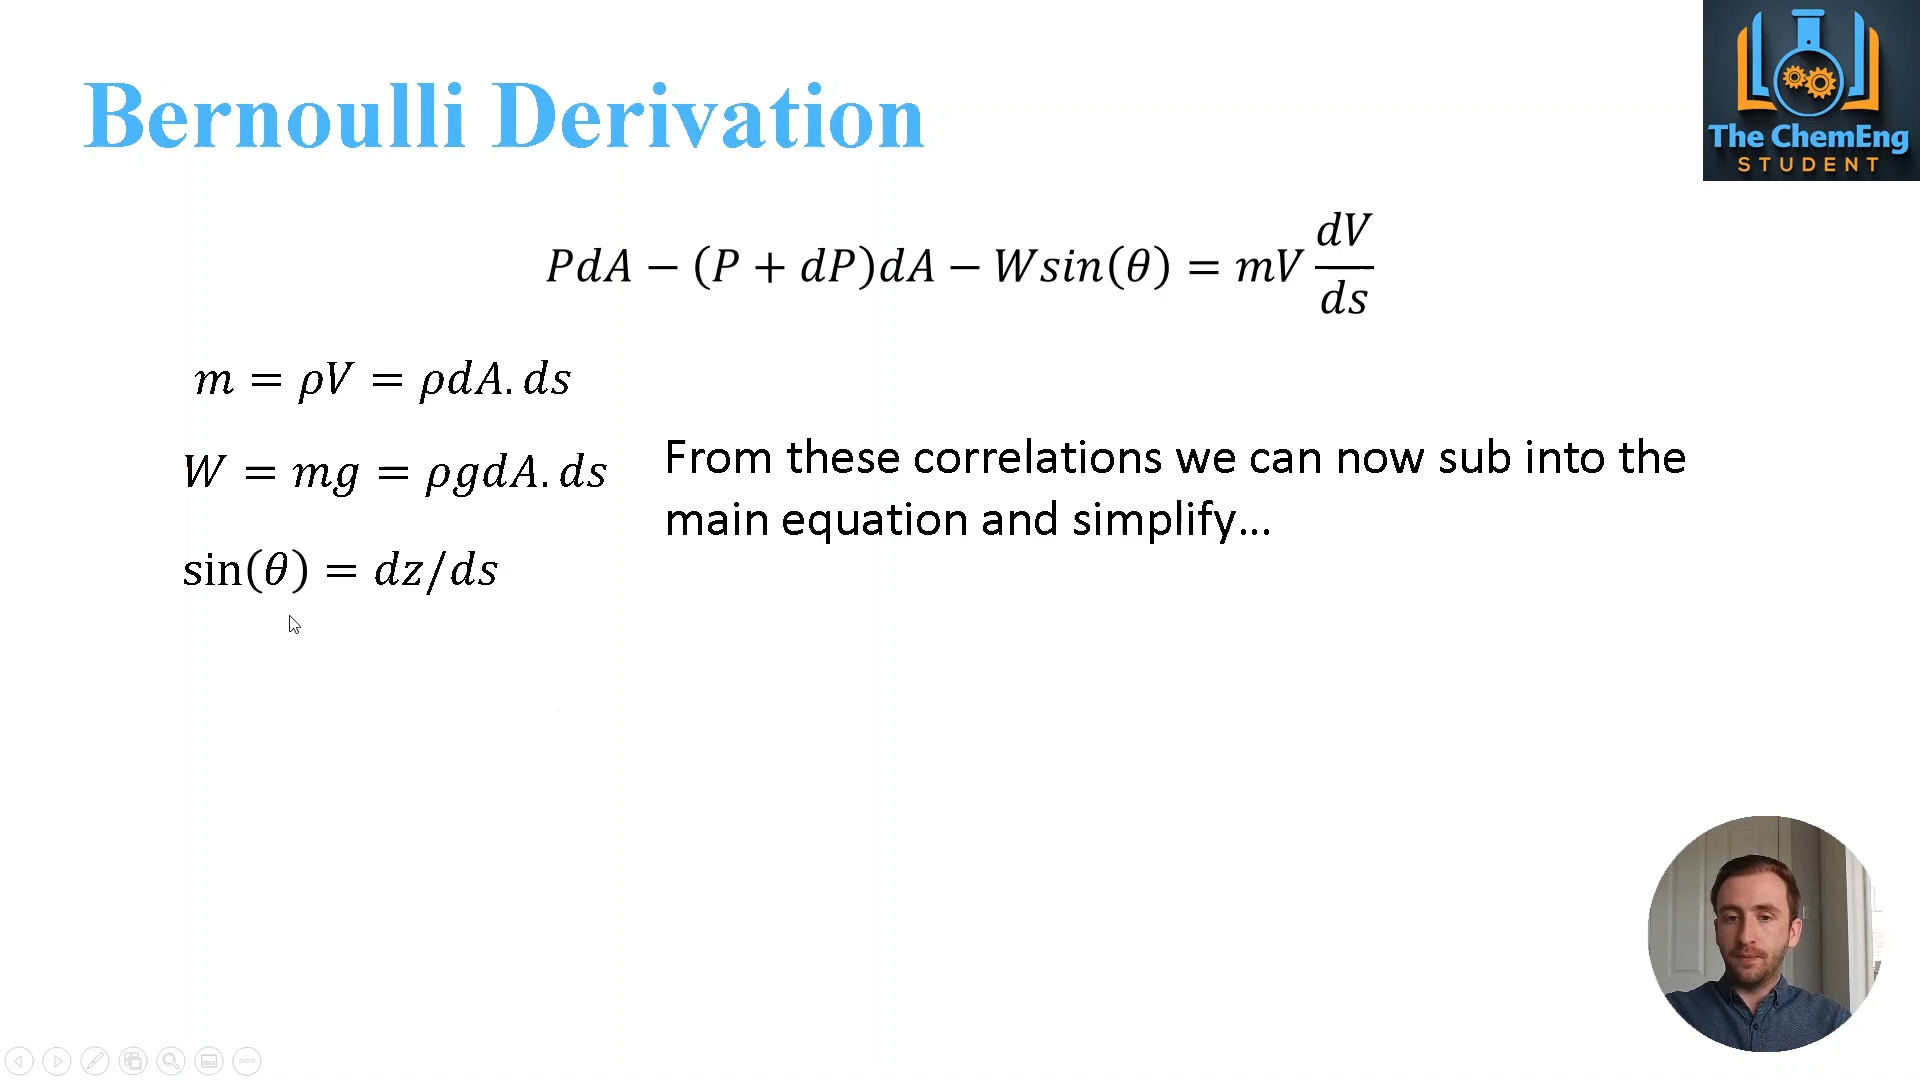 Bernoulli Derivation
The ChemEng
STUDENT
PdA − (P + dP)dA − Wsin(θ) = mV dV/ds
m = ρV = ρdA. ds
W = mg = ρgdA. ds
sin(θ) = dz/ds
From these correlations we can now sub into the
main equation and simplify...